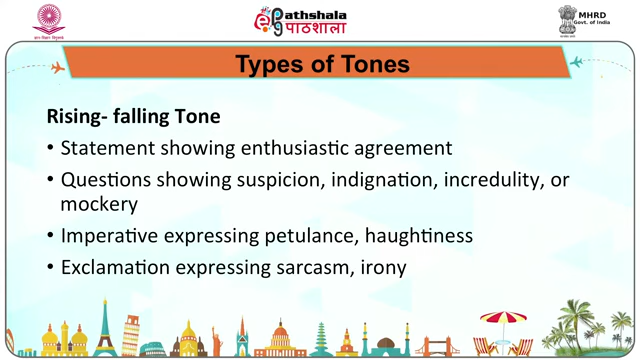 Pathshala
पाठशाला
MHRD
Govt. of India
Types of Tones
Rising- falling Tone
• Statement showing enthusiastic agreement
• Questions showing suspicion, indignation, incredulity, or
mockery
• Imperative expressing petulance, haughtiness
• Exclamation expressing sarcasm, irony